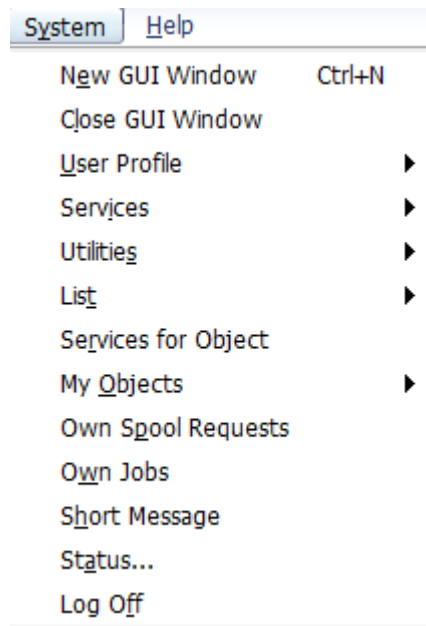 System Help
New GUI Window Ctrl+N
Close GUI Window
User Profile
Services
Utilities
List
Services for Object
My Objects
Own Spool Requests
Own Jobs
Short Message
Status...
Log Off